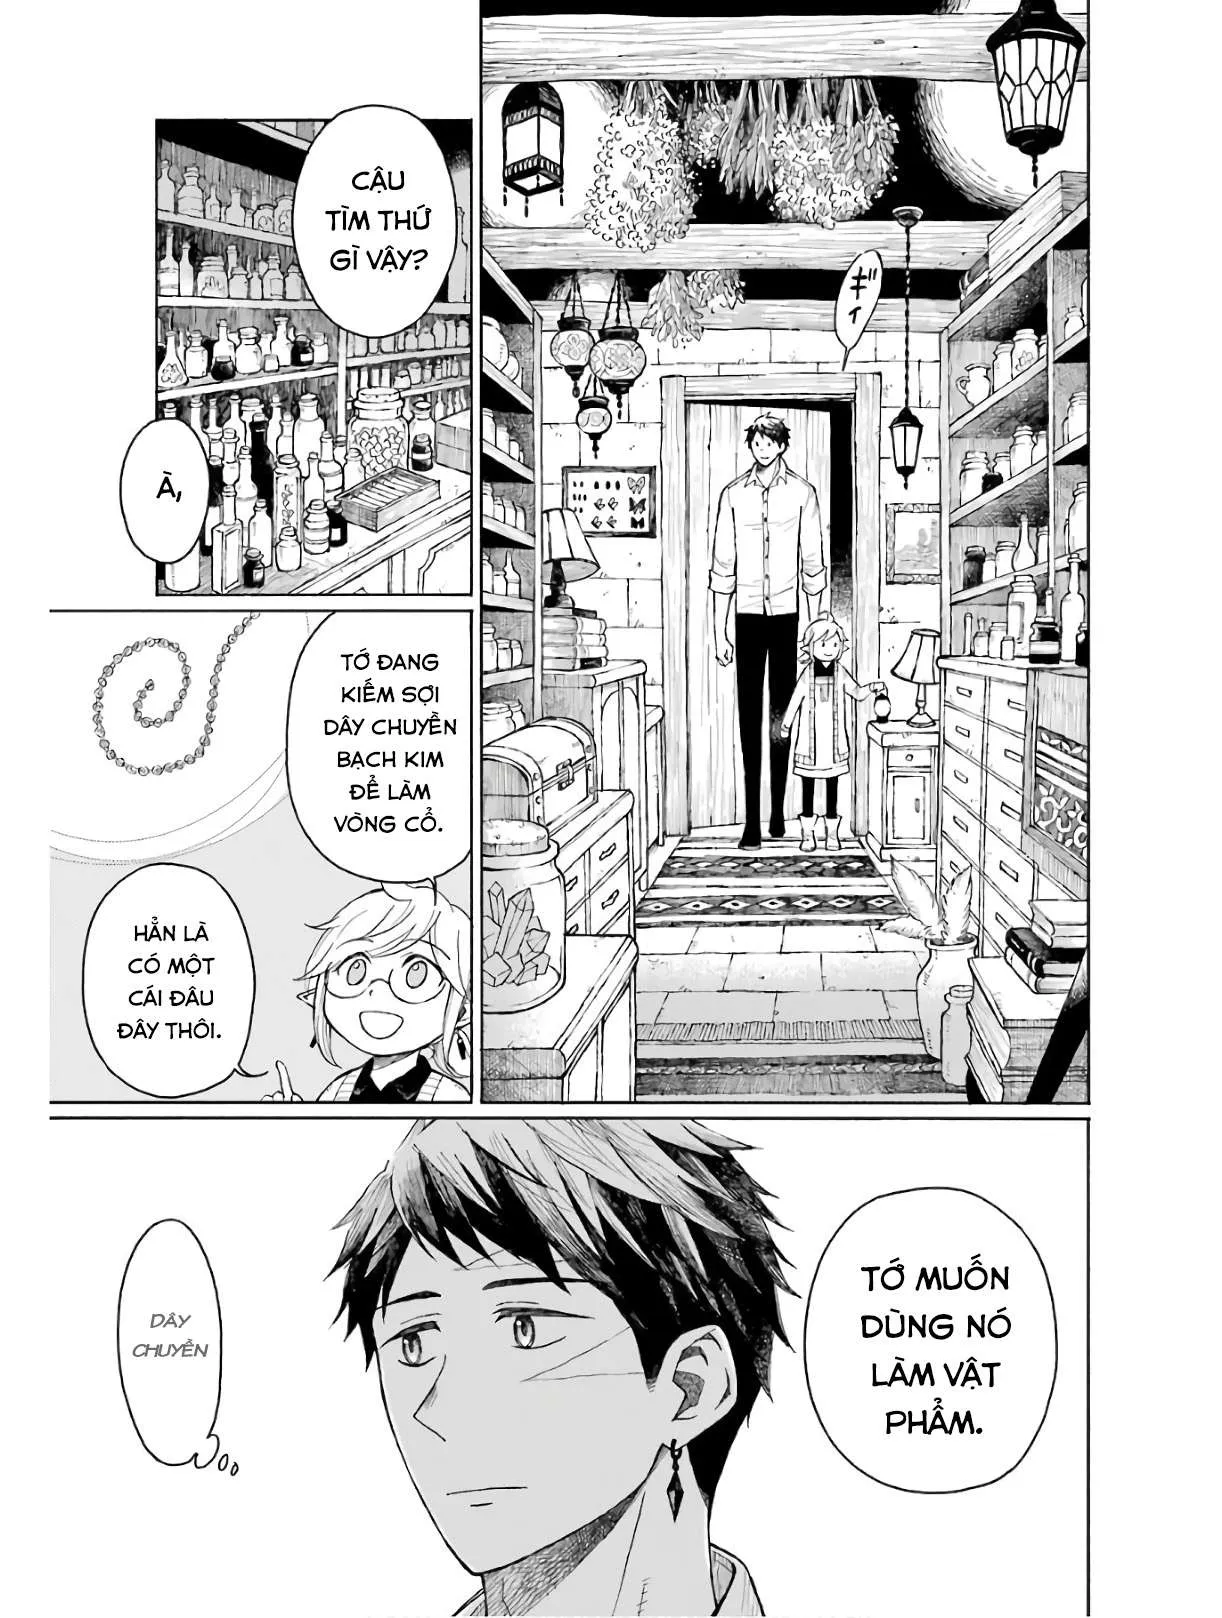 ギィ
CẬU
TÌM THỨ
GÌ VẬY?
À,
TỚ ĐANG
KIẾM SỢI
DÂY CHUYỀN
BẠCH KIM
ĐỂ LÀM
VÒNG CỔ.
HẲN LÀ
CÓ MỘT
CÁI ĐÂU
ĐÂY THÔI.
TỚ MUỐN
DÙNG NÓ
LÀM VẬT
PHẨM.
DÂY
CHUYỀN